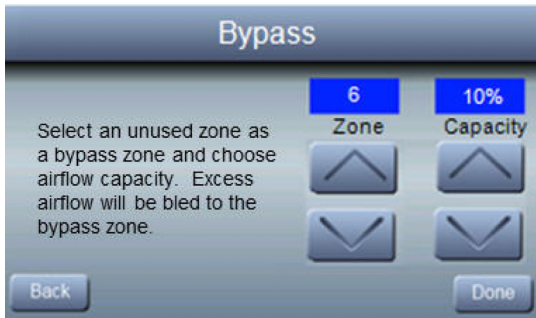 Bypass
6
10%
Zone
Capacity
Select an unused zone as
a bypass zone and choose
airflow capacity. Excess
airflow will be bled to the
bypass zone.
Back
Done